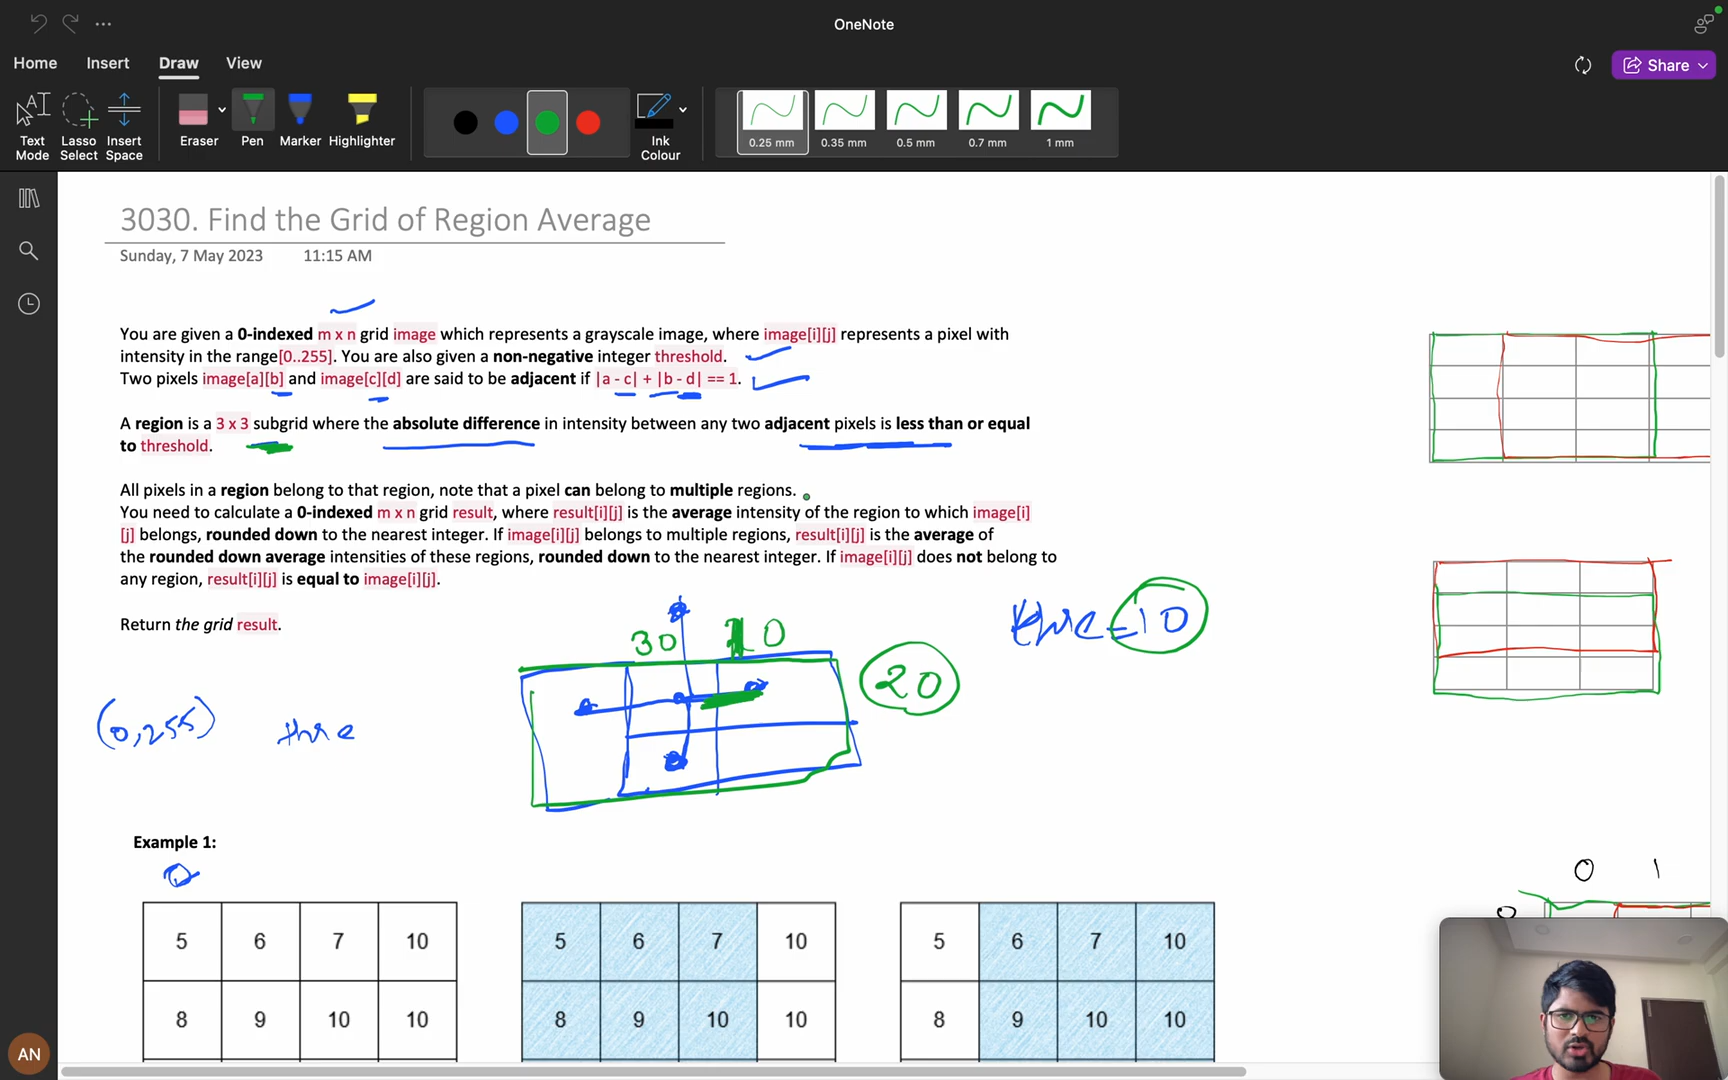 OneNote
Home Insert Draw View
Share
Text Mode
Lasso Select
Insert Space
Eraser
Pen
Marker
Highlighter
Ink Colour
0.25 mm
0.35 mm
0.5 mm
0.7 mm
1 mm
3030. Find the Grid of Region Average
Sunday, 7 May 2023 11:15 AM
You are given a 0-indexed m x n grid image which represents a grayscale image, where image[i][j] represents a pixel with
intensity in the range[0..255]. You are also given a non-negative integer threshold.
Two pixels image[a][b] and image[c][d] are said to be adjacent if |a - c| + |b - d| == 1.
A region is a 3 x 3 subgrid where the absolute difference in intensity between any two adjacent pixels is less than or equal
to threshold.
All pixels in a region belong to that region, note that a pixel can belong to multiple regions.
You need to calculate a 0-indexed m x n grid result, where result[i][j] is the average intensity of the region to which image[i]
[j] belongs, rounded down to the nearest integer. If image[i][j] belongs to multiple regions, result[i][j] is the average of
the rounded down average intensities of these regions, rounded down to the nearest integer. If image[i][j] does not belong to
any region, result[i][j] is equal to image[i][j].
Return the grid result.
thre=10
30
20
(0,255) thre
Example 1:
0 1
0
5 6 7 10
8 9 10 10
5 6 7 10
8 9 10 10
5 6 7 10
8 9 10 10
AN